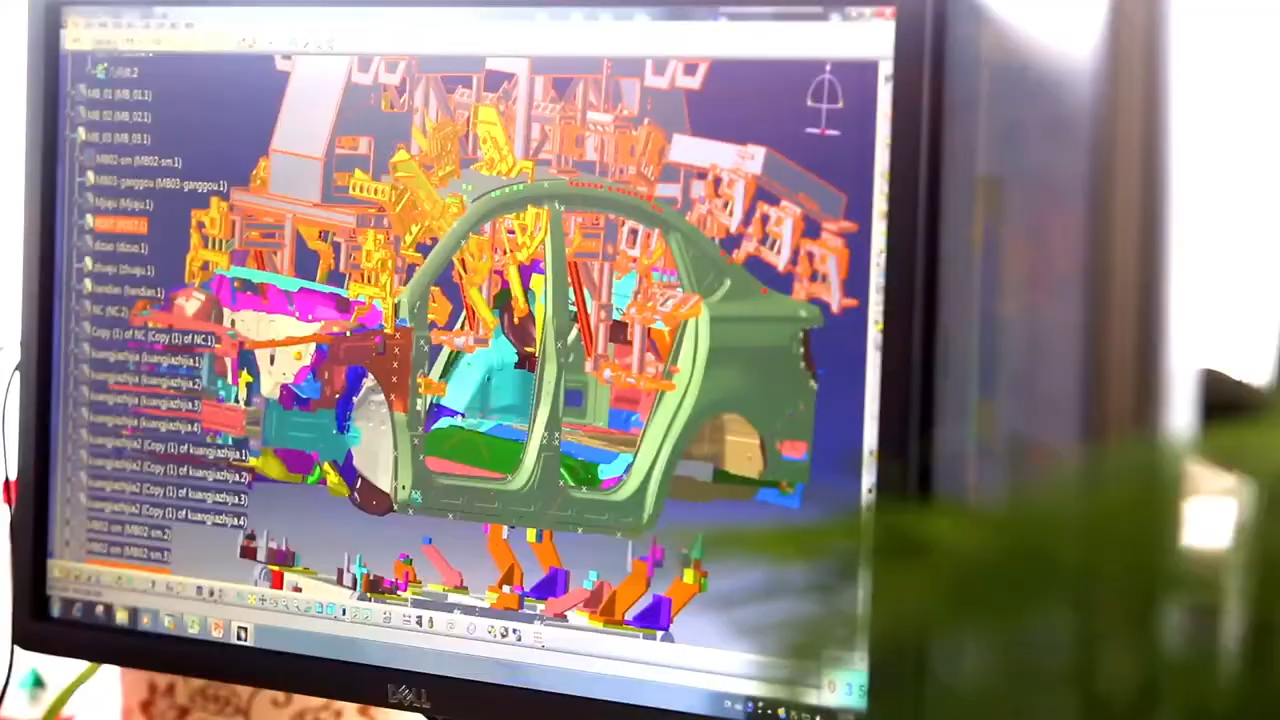 MB_01 (MB_01.1)
MB_02 (MB_02.1)
MB_03 (MB_03.1)
MB02-sm (MB02-sm.1)
MB03-ganggou (MB03-ganggou.1)
Mjiaju (Mjiaju.1)
dizuo (dizuo.1)
zhuaju (zhuaju.1)
handian (handian.1)
NC (NC.2)
Copy (1) of NC (Copy (1) of NC.1)
kuangjiazhijia (kuangjiazhijia.1)
kuangjiazhijia (kuangjiazhijia.2)
kuangjiazhijia (kuangjiazhijia.3)
kuangjiazhijia (kuangjiazhijia.4)
kuangjiazhijia2 (Copy (1) of kuangjiazhijia.1)
kuangjiazhijia2 (Copy (1) of kuangjiazhijia.2)
kuangjiazhijia2 (Copy (1) of kuangjiazhijia.3)
kuangjiazhijia2 (Copy (1) of kuangjiazhijia.4)
MB02-sm (MB02-sm.2)
MB02-sm (MB02-sm.3)
DELL